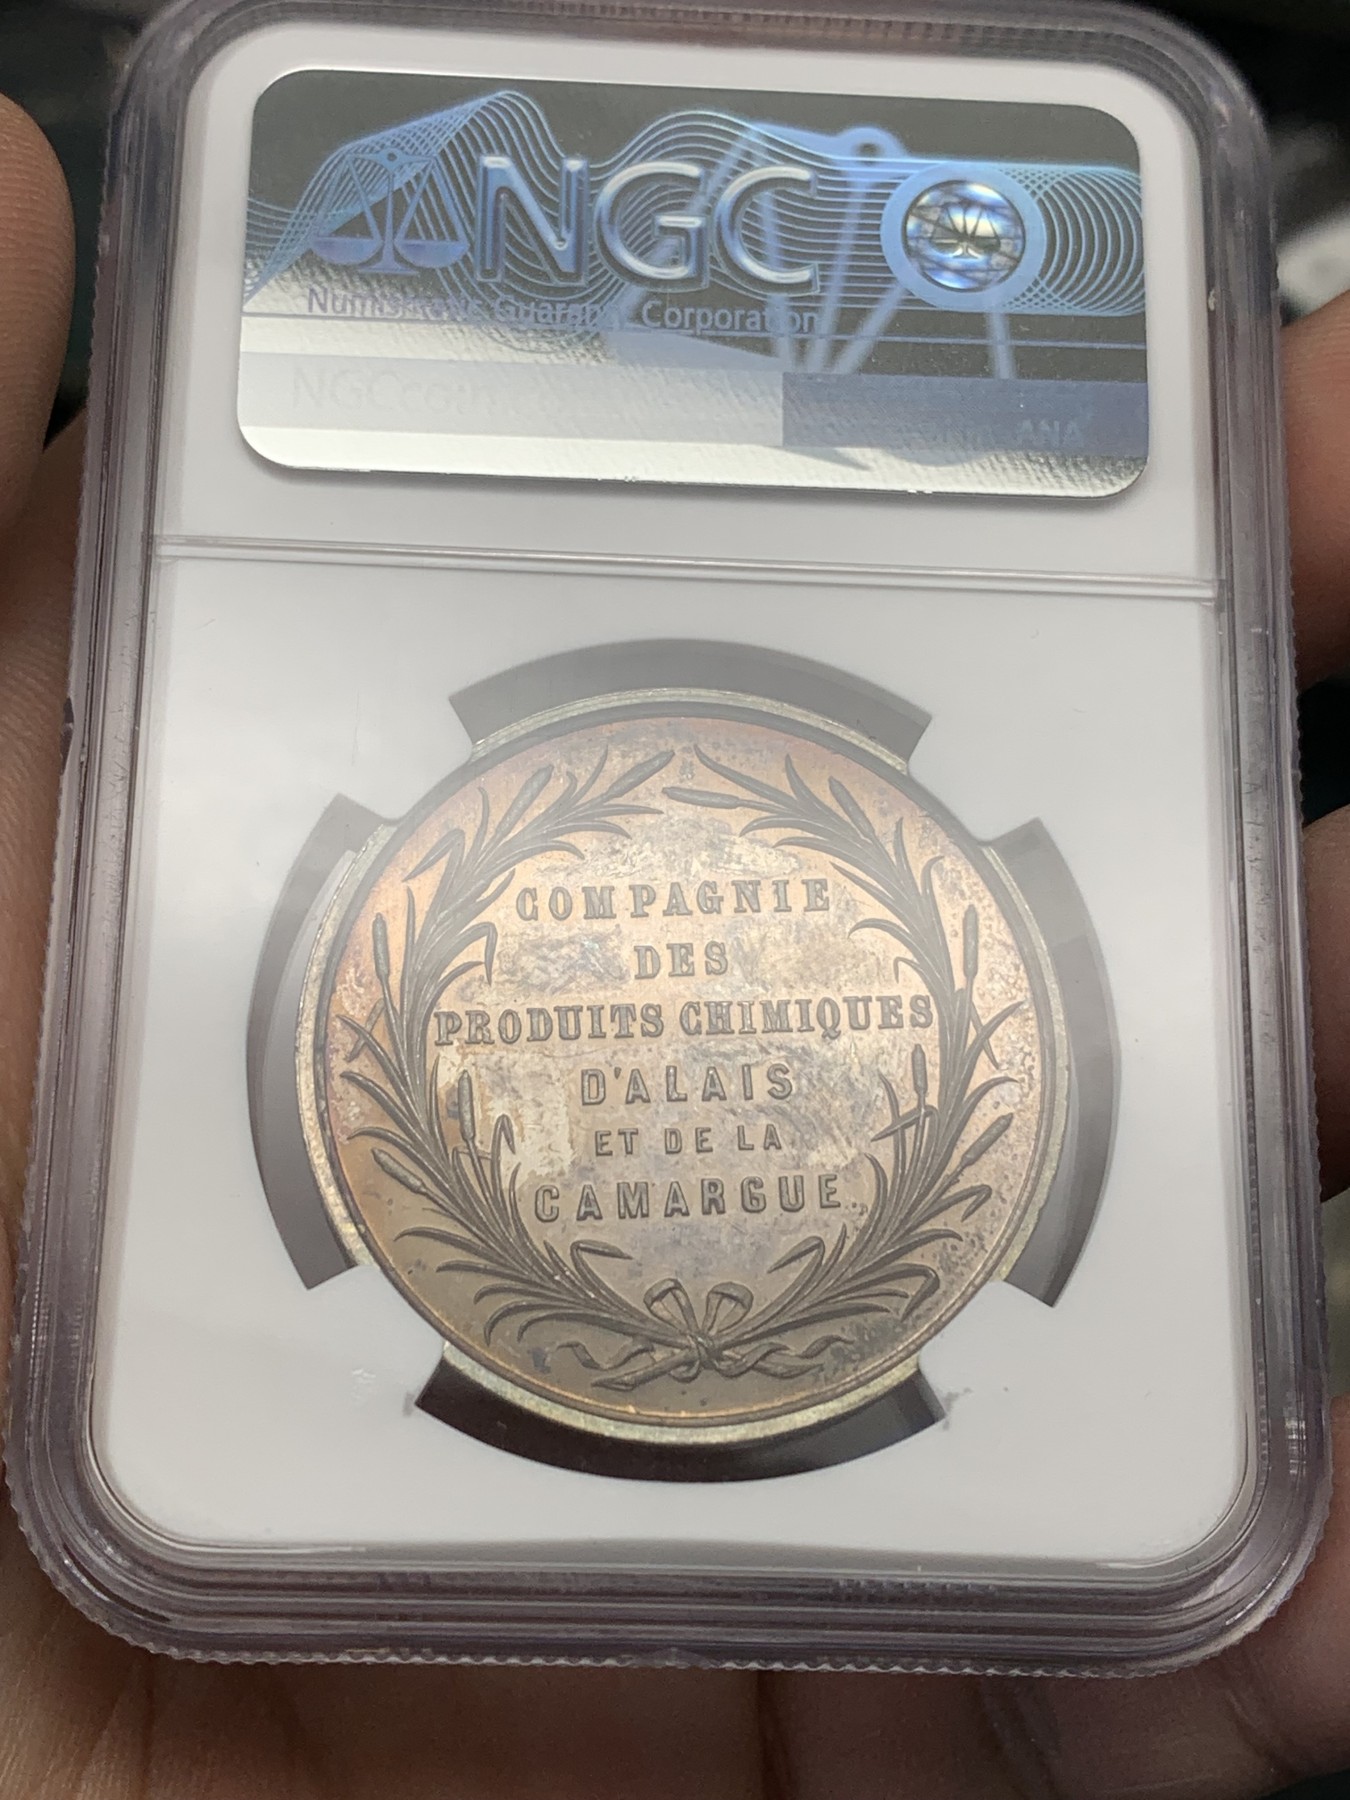 NGC
Numismatic Guaranty Corporation
NGCcoin
ANA
COMPAGNIE
DES
PRODUITS CHIMIQUES
D'ALAIS
ET DE LA
CAMARGUE.